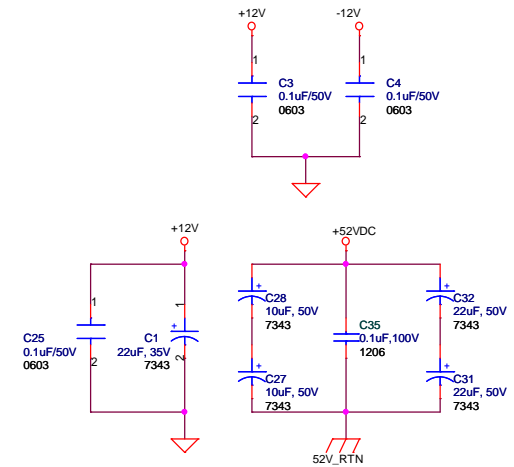 +12V
-12V
1
1
C3
0.1uF/50V
0603
C4
0.1uF/50V
0603
2
2
+12V
+52VDC
+
C28
10uF, 50V
7343
+
C32
22uF, 50V
7343
1
1
C25
0.1uF/50V
0603
2
+
C1
22uF, 35V
7343
2
C35
0.1uF,100V
1206
+
C27
10uF, 50V
7343
+
C31
22uF, 50V
7343
52V_RTN